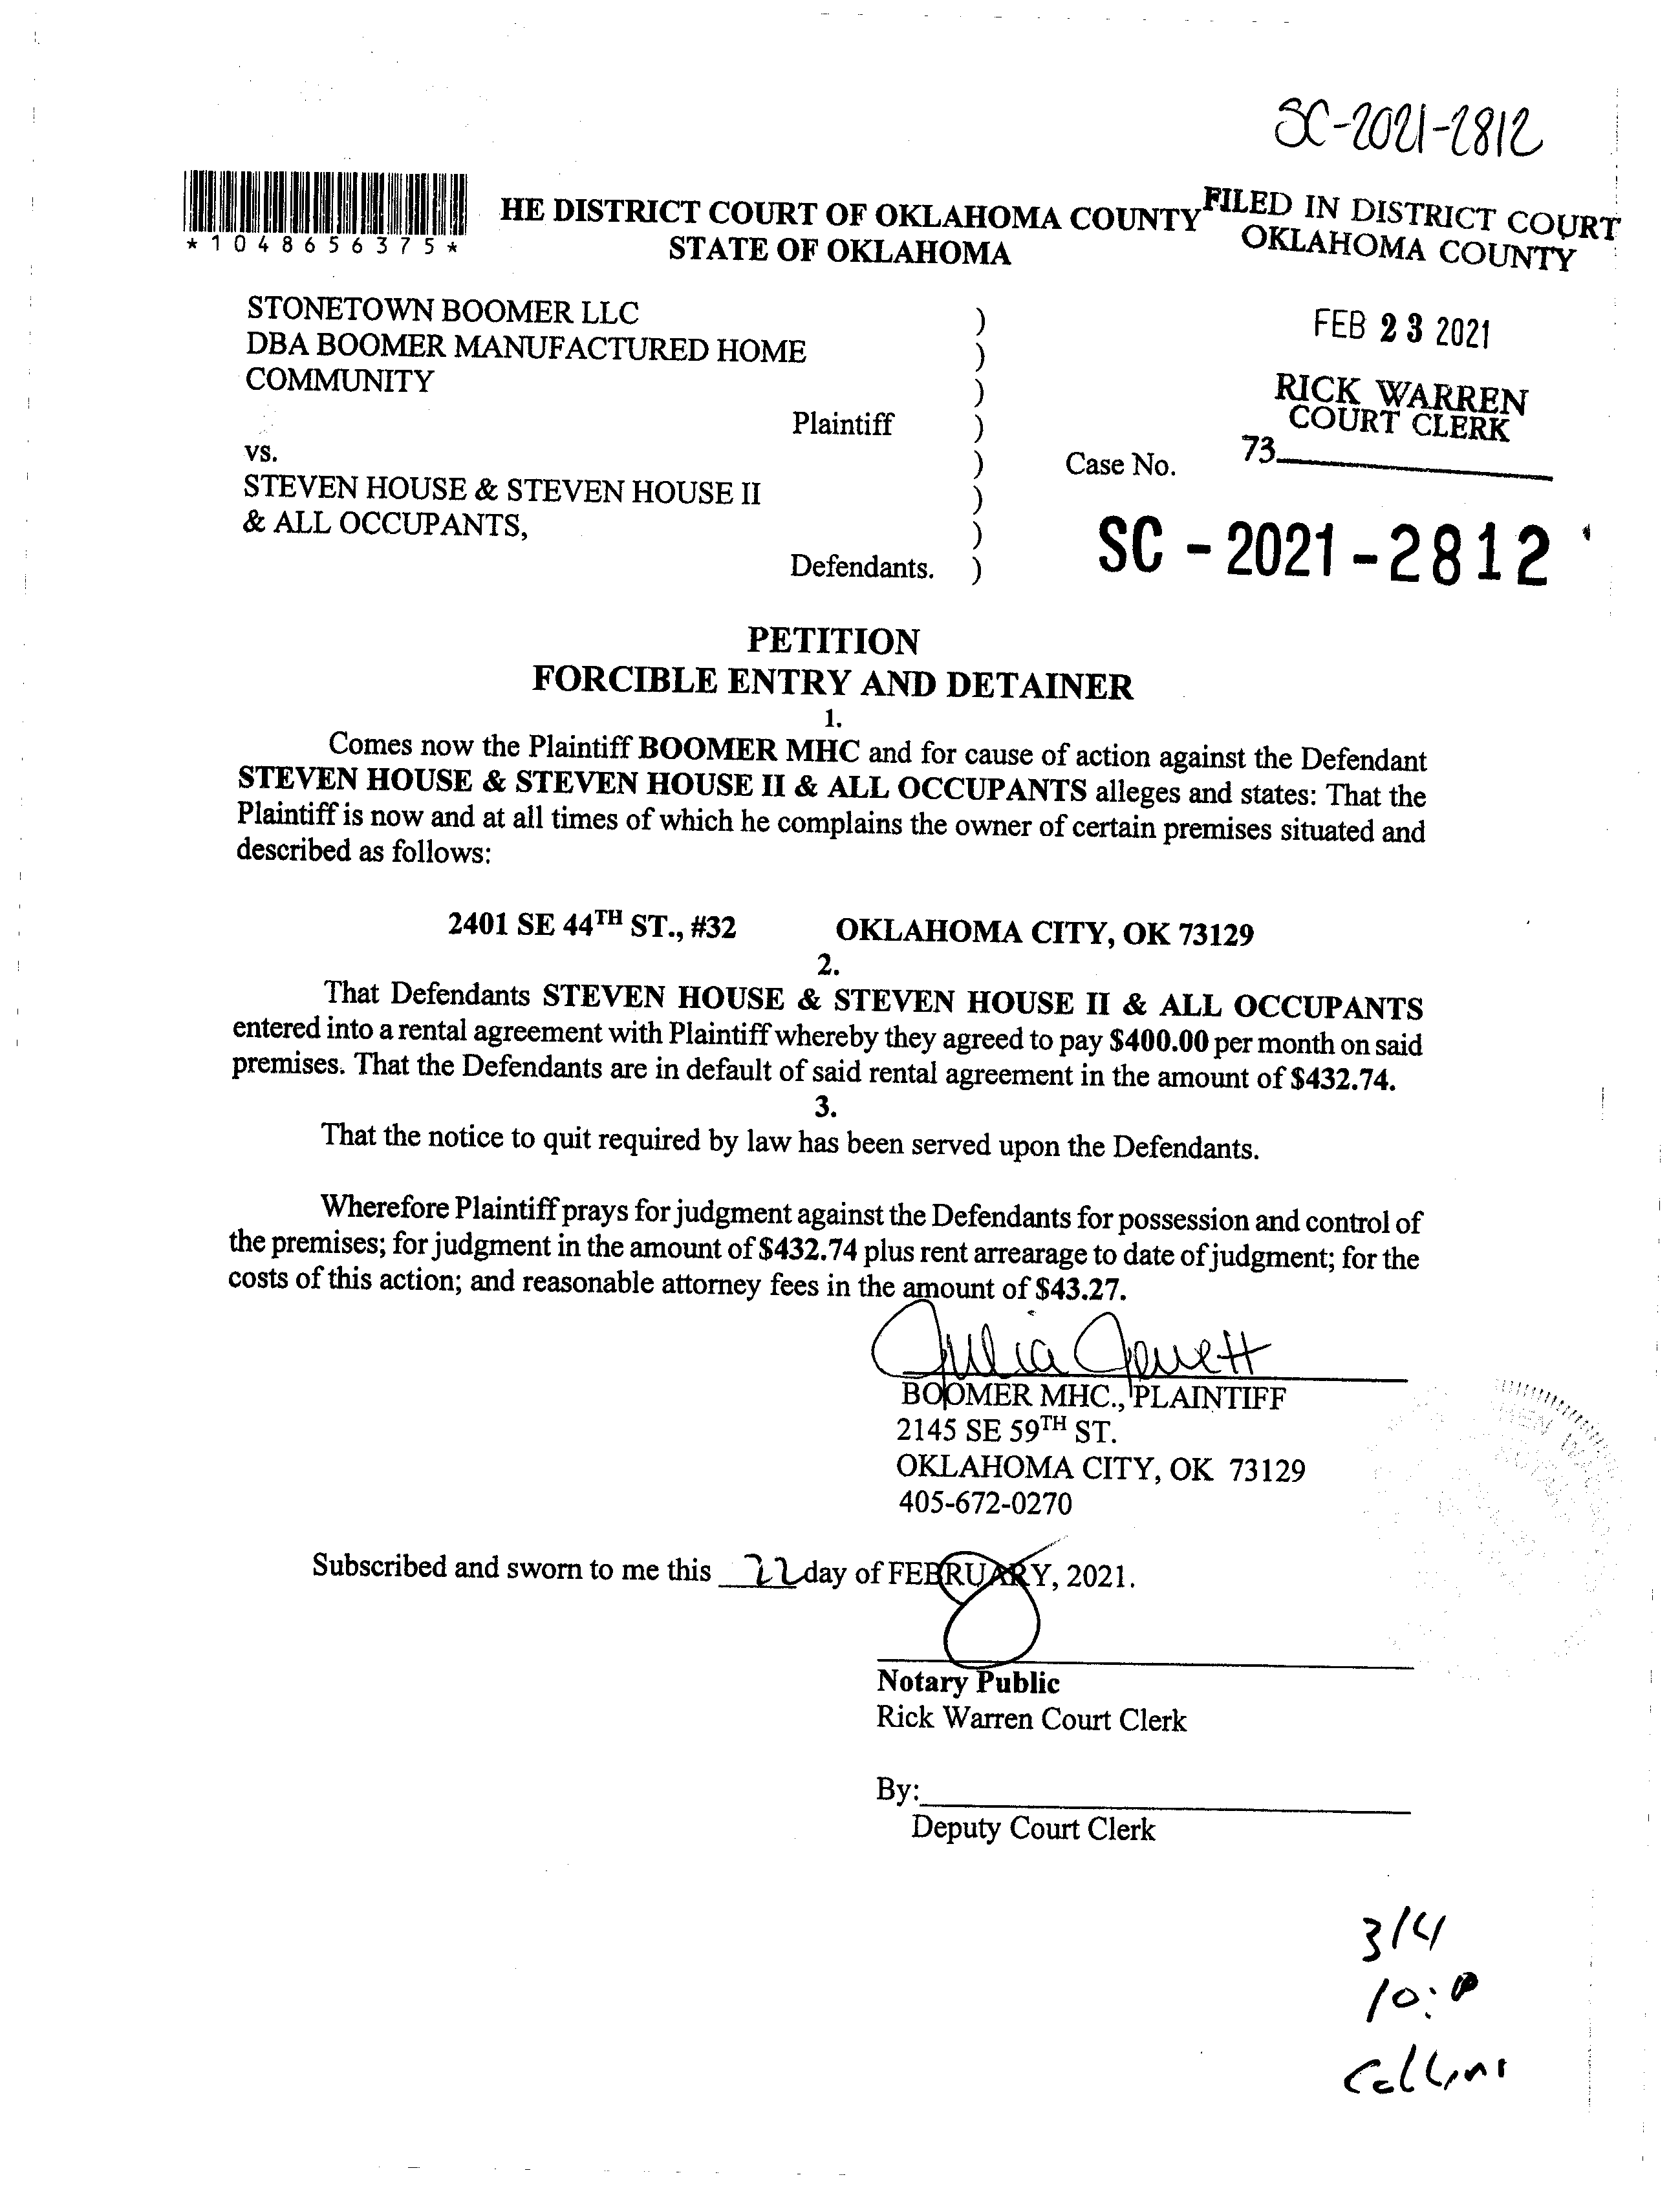 SC-2021-2812
*1048656375*
HE DISTRICT COURT OF OKLAHOMA COUNTY
STATE OF OKLAHOMA
FILED IN DISTRICT COURT
OKLAHOMA COUNTY
FEB 23 2021
RICK WARREN
COURT CLERK
73
STONETOWN BOOMER LLC )
DBA BOOMER MANUFACTURED HOME )
COMMUNITY )
Plaintiff )
vs. ) Case No.
STEVEN HOUSE & STEVEN HOUSE II )
& ALL OCCUPANTS, )
Defendants. )
SC - 2021 - 2812
PETITION
FORCIBLE ENTRY AND DETAINER
1.
Comes now the Plaintiff BOOMER MHC and for cause of action against the Defendant
STEVEN HOUSE & STEVEN HOUSE II & ALL OCCUPANTS alleges and states: That the
Plaintiff is now and at all times of which he complains the owner of certain premises situated and
described as follows:
2401 SE 44TH ST., #32 OKLAHOMA CITY, OK 73129
2.
That Defendants STEVEN HOUSE & STEVEN HOUSE II & ALL OCCUPANTS
entered into a rental agreement with Plaintiff whereby they agreed to pay $400.00 per month on said
premises. That the Defendants are in default of said rental agreement in the amount of $432.74.
3.
That the notice to quit required by law has been served upon the Defendants.
Wherefore Plaintiff prays for judgment against the Defendants for possession and control of
the premises; for judgment in the amount of $432.74 plus rent arrearage to date of judgment; for the
costs of this action; and reasonable attorney fees in the amount of $43.27.
Julia Jewett
BOOMER MHC., PLAINTIFF
2145 SE 59TH ST.
OKLAHOMA CITY, OK 73129
405-672-0270
Subscribed and sworn to me this 22 day of FEBRUARY, 2021.
Notary Public
Rick Warren Court Clerk
By:
Deputy Court Clerk
3/4
10:0
Collins